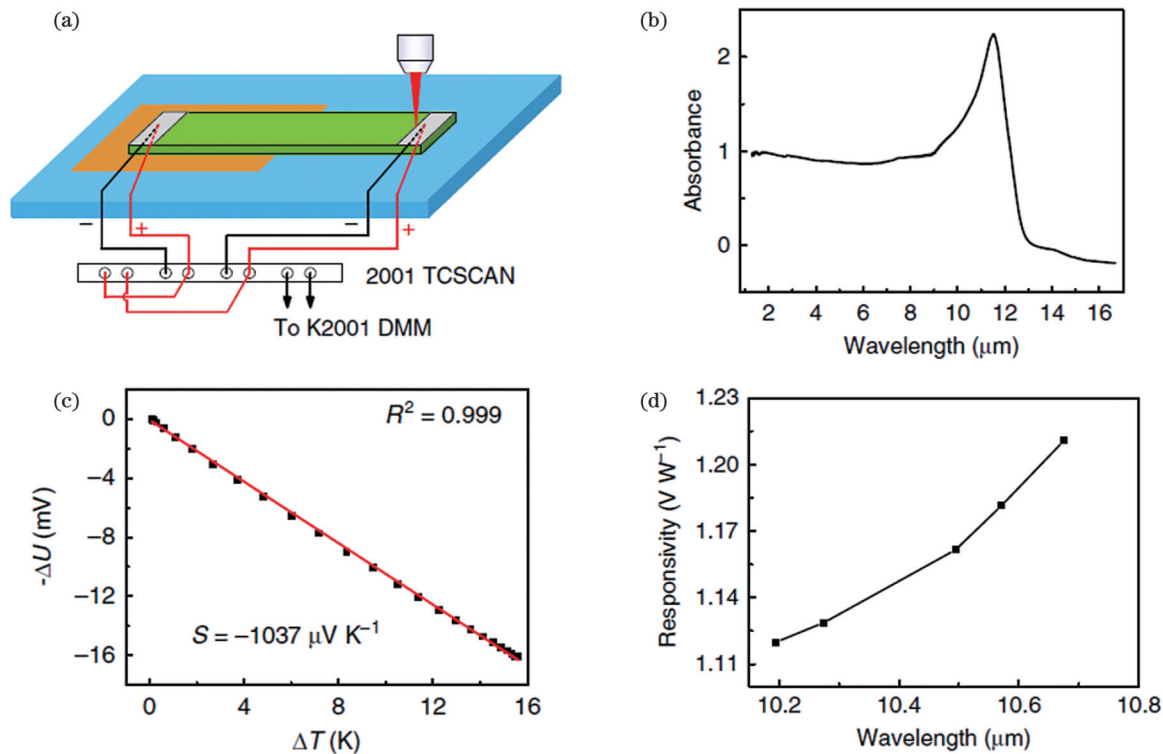 (a)
−
+
−
+
2001 TCSCAN
To K2001 DMM
(b)
Absorbance
2
1
0
2 4 6 8 10 12 14 16
Wavelength (μm)
(c)
-ΔU (mV)
0
−4
−8
−12
−16
R² = 0.999
S = −1037 μV K⁻¹
0 4 8 12 16
ΔT (K)
(d)
Responsivity (V W⁻¹)
1.23
1.20
1.17
1.14
1.11
10.2 10.4 10.6 10.8
Wavelength (μm)